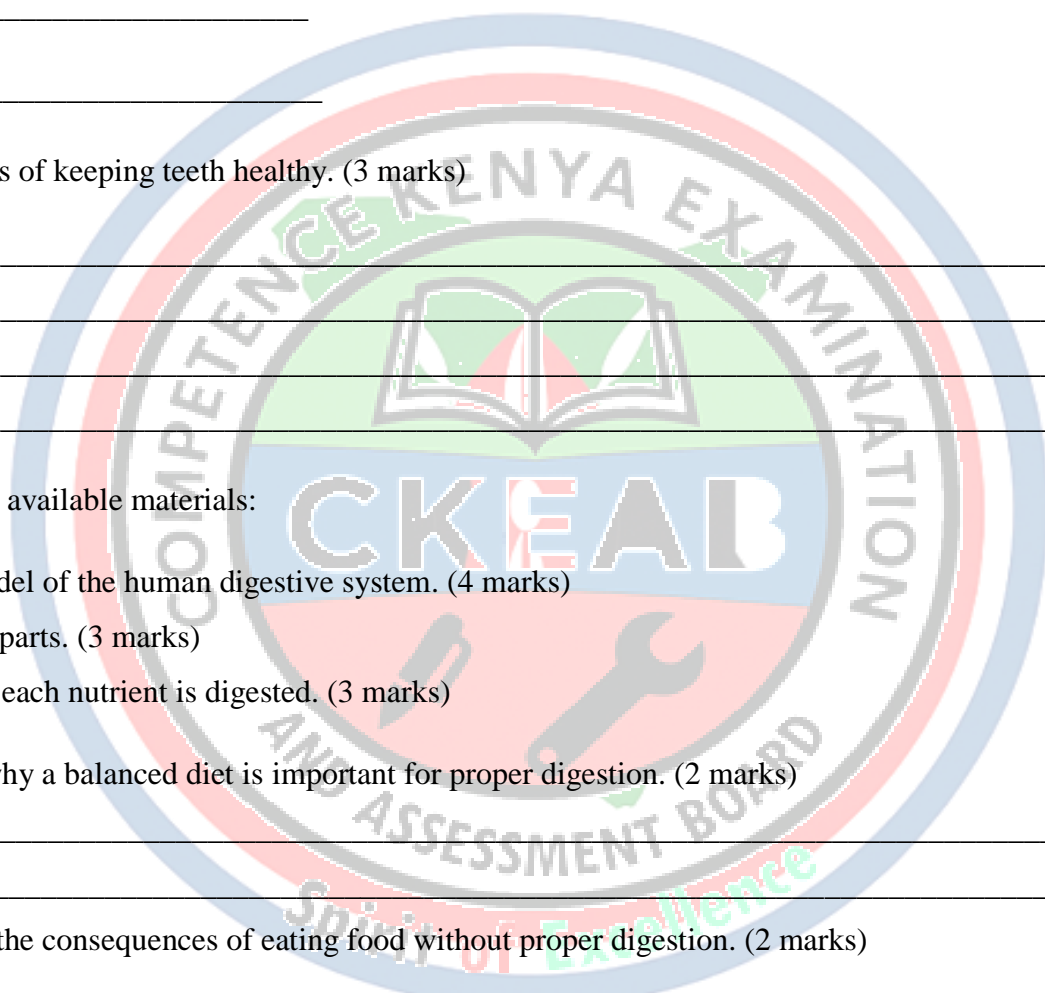 s of keeping teeth healthy. (3 marks)
available materials:
del of the human digestive system. (4 marks)
parts. (3 marks)
each nutrient is digested. (3 marks)
hy a balanced diet is important for proper digestion. (2 marks)
the consequences of eating food without proper digestion. (2 marks)
COMPETENCE KENYA EXAMINATION
CKEAB
AND ASSESSMENT BOARD
Spirit of Excellence